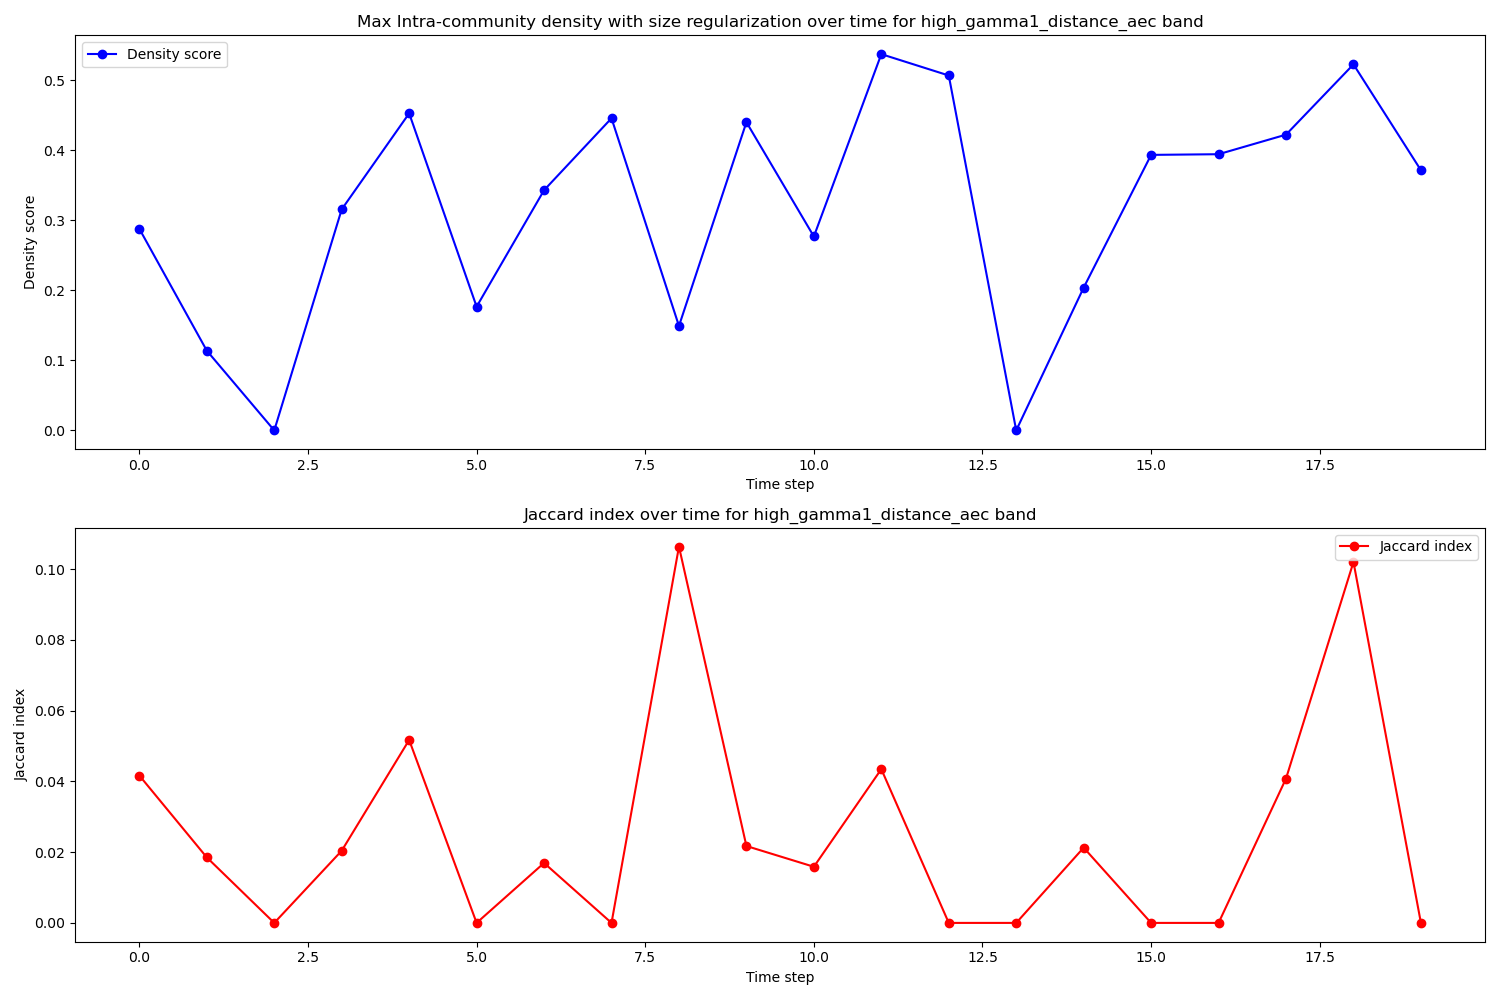 Max Intra-community density with size regularization over time for high_gamma1_distance_aec band
Density score
0.5
0.4
0.3
0.2
0.1
0.0
Density score
0.0 2.5 5.0 7.5 10.0 12.5 15.0 17.5
Time step
Jaccard index over time for high_gamma1_distance_aec band
Jaccard index
0.10
0.08
0.06
0.04
0.02
0.00
Jaccard index
0.0 2.5 5.0 7.5 10.0 12.5 15.0 17.5
Time step